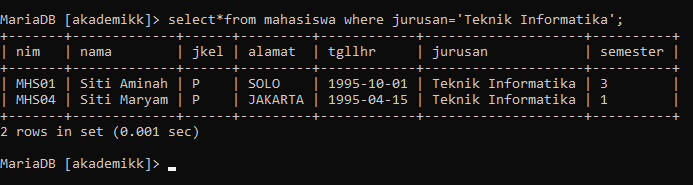 MariaDB [akademikk]> select*from mahasiswa where jurusan='Teknik Informatika';
+-------+-------------+------+---------+------------+--------------------+----------+
| nim   | nama        | jkel | alamat  | tgllhr     | jurusan            | semester |
+-------+-------------+------+---------+------------+--------------------+----------+
| MHS01 | Siti Aminah | P    | SOLO    | 1995-10-01 | Teknik Informatika | 3        |
| MHS04 | Siti Maryam | P    | JAKARTA | 1995-04-15 | Teknik Informatika | 1        |
+-------+-------------+------+---------+------------+--------------------+----------+
2 rows in set (0.001 sec)
MariaDB [akademikk]> _